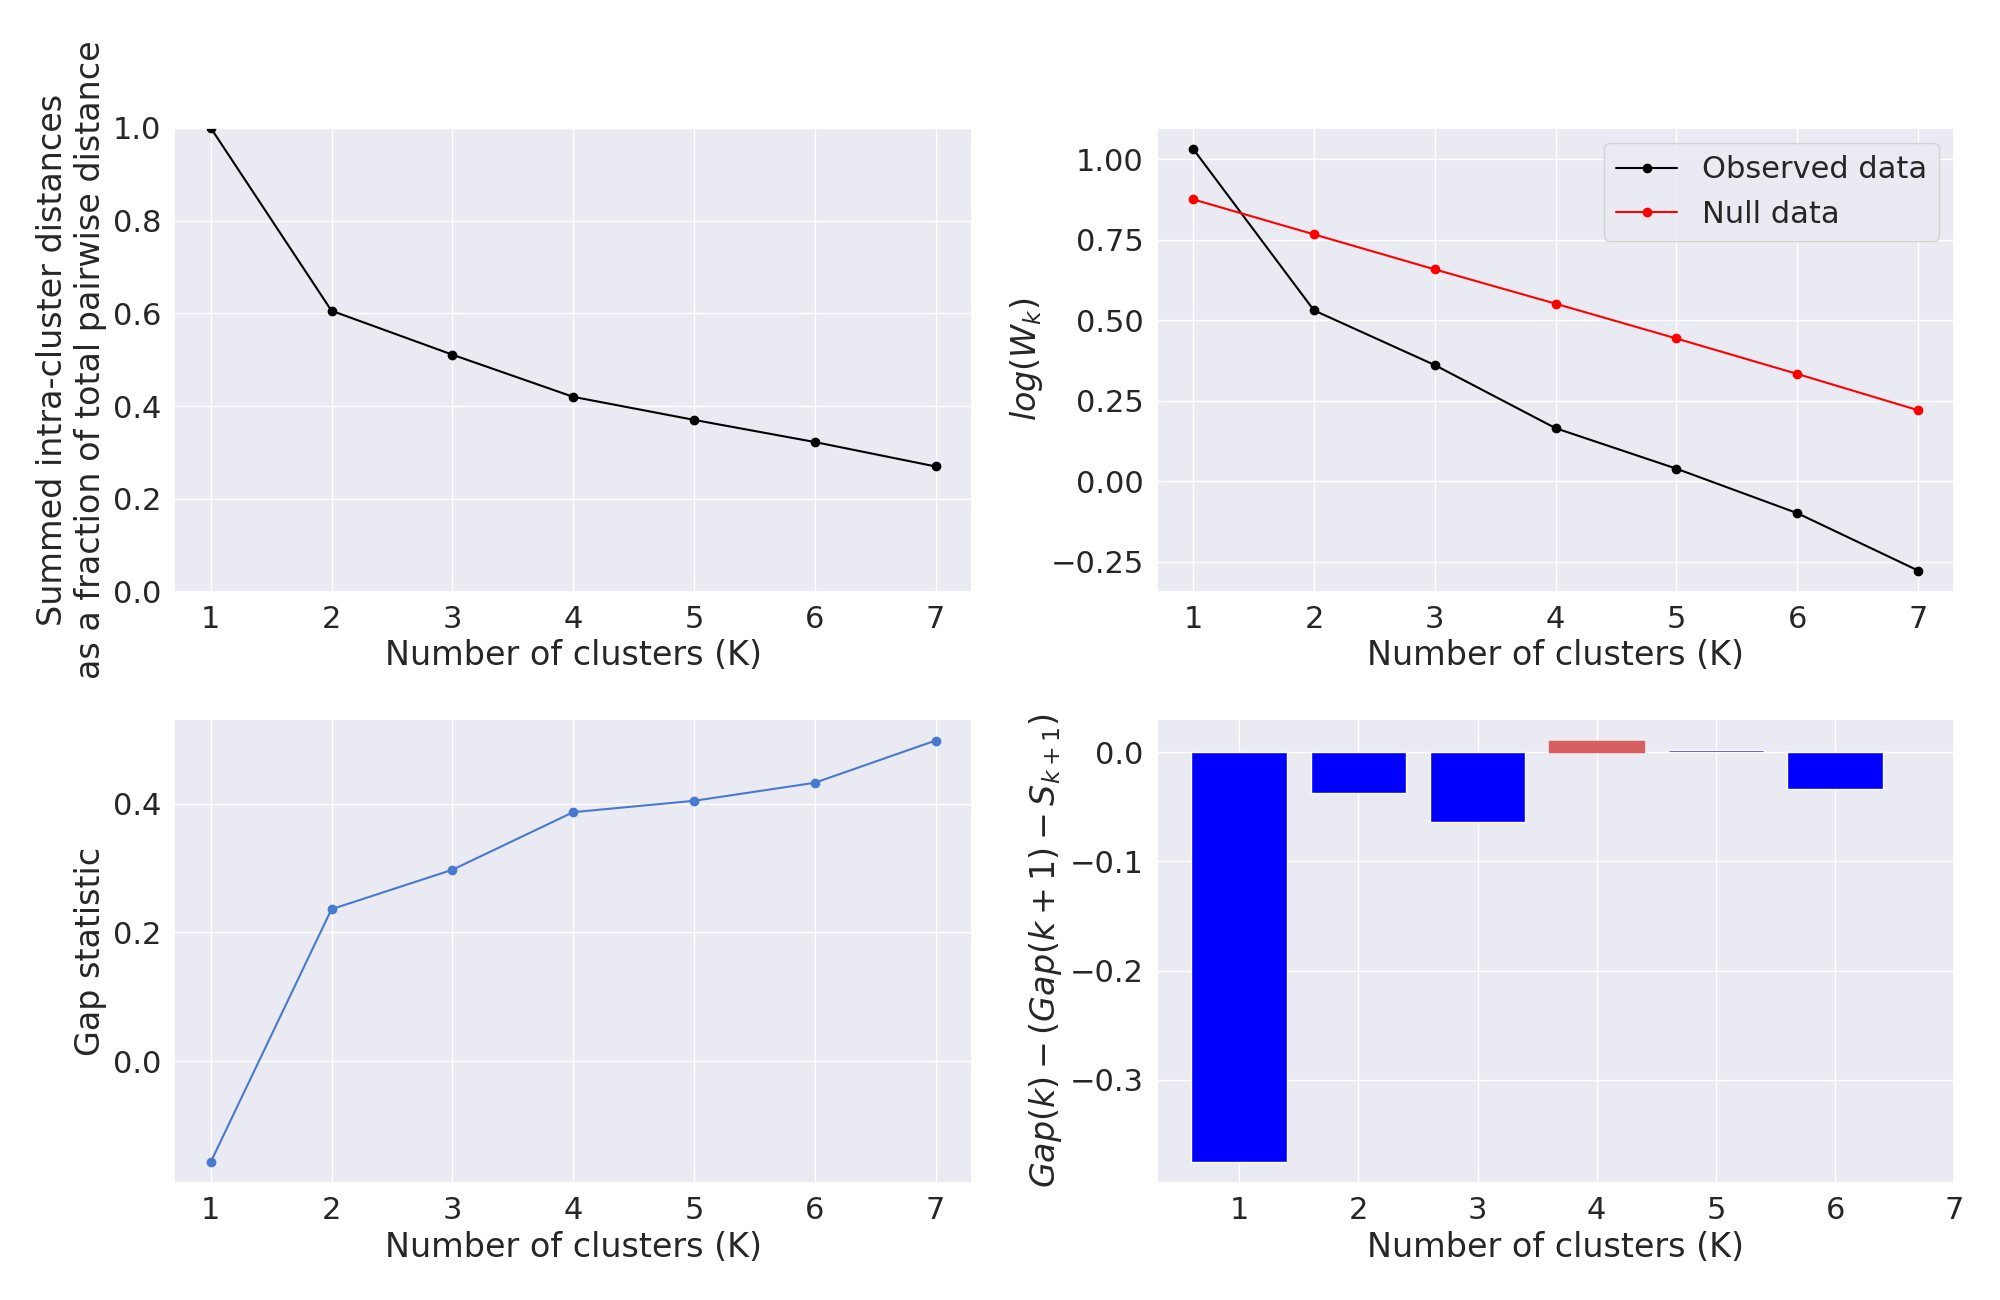 Summed intra-cluster distances
as a fraction of total pairwise distance
1.0
0.8
0.6
0.4
0.2
0.0
1 2 3 4 5 6 7
Number of clusters (K)
log(W_k)
1.00
0.75
0.50
0.25
0.00
−0.25
Observed data
Null data
1 2 3 4 5 6 7
Number of clusters (K)
Gap statistic
0.4
0.2
0.0
1 2 3 4 5 6 7
Number of clusters (K)
Gap(k) − (Gap(k + 1) − S_{k+1})
0.0
−0.1
−0.2
−0.3
1 2 3 4 5 6 7
Number of clusters (K)